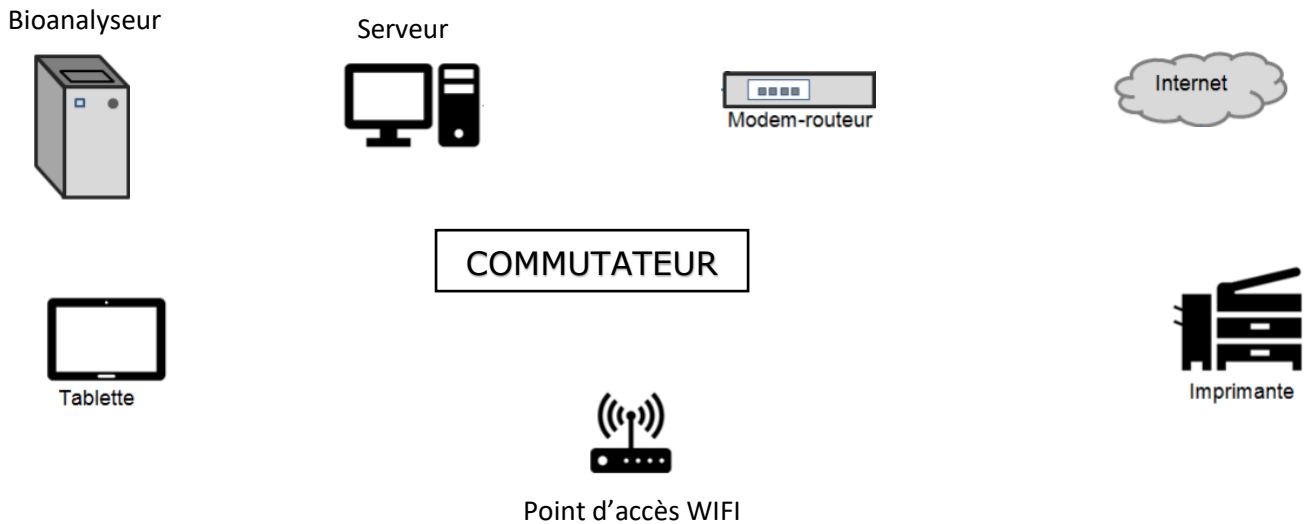 Bioanalyseur
Serveur
Modem-routeur
Internet
COMMUTATEUR
Tablette
Imprimante
Point d’accès WIFI